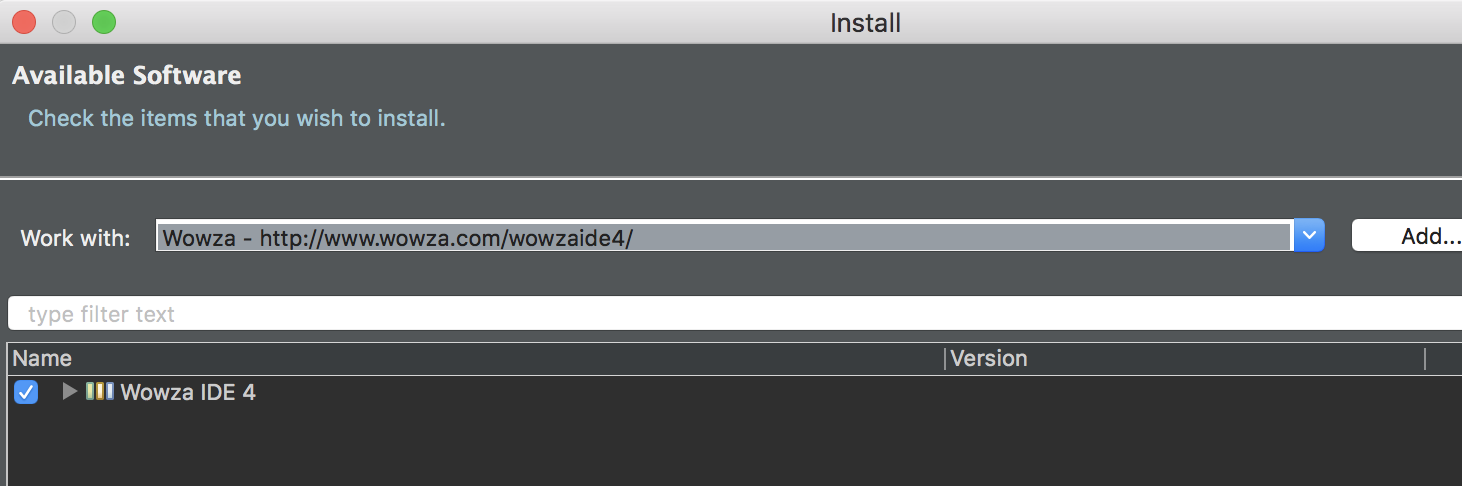 Install
Available Software
Check the items that you wish to install.
Work with: Wowza - http://www.wowza.com/wowzaide4/ Add...
type filter text
Name Version
Wowza IDE 4